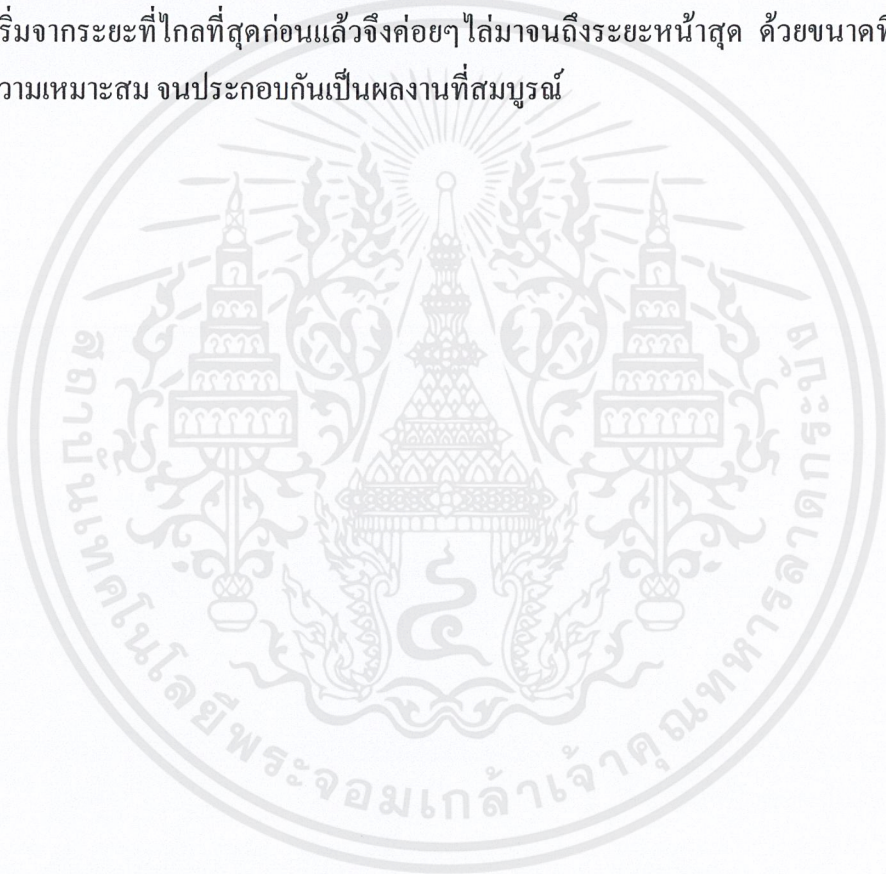 ริ่มจากระยะที่ไกลที่สุดก่อนแล้วจึงค่อยๆไล่มาจนถึงระยะหน้าสุด ด้วยขนาดที
วามเหมาะสม จนประกอบกันเป็นผลงานที่สมบูรณ์
๔
สถาบันเทคโนโลยีพระจอมเกล้าเจ้าคุณทหารลาดกระบัง